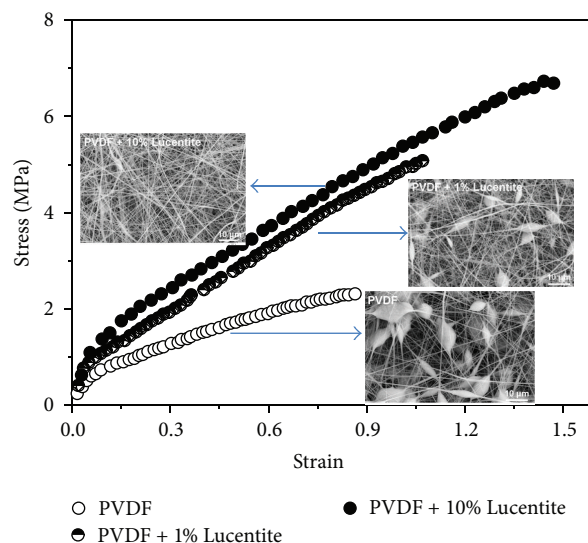 8
6
4
2
0
Stress (MPa)
PVDF + 10% Lucentite
10 µm
PVDF + 1% Lucentite
10 µm
PVDF
10 µm
0.0 0.3 0.6 0.9 1.2 1.5
Strain
PVDF
PVDF + 10% Lucentite
PVDF + 1% Lucentite